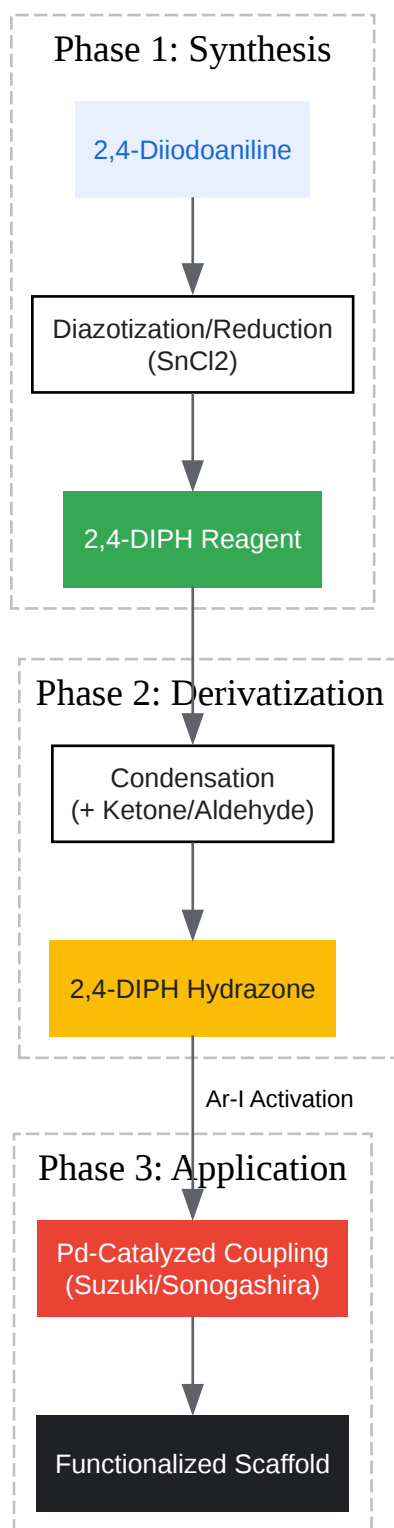 Phase 1: Synthesis
2,4-Diiodoaniline
Diazotization/Reduction
(SnCl2)
2,4-DIPH Reagent
Phase 2: Derivatization
Condensation
(+ Ketone/Aldehyde)
2,4-DIPH Hydrazone
Ar-I Activation
Phase 3: Application
Pd-Catalyzed Coupling
(Suzuki/Sonogashira)
Functionalized Scaffold